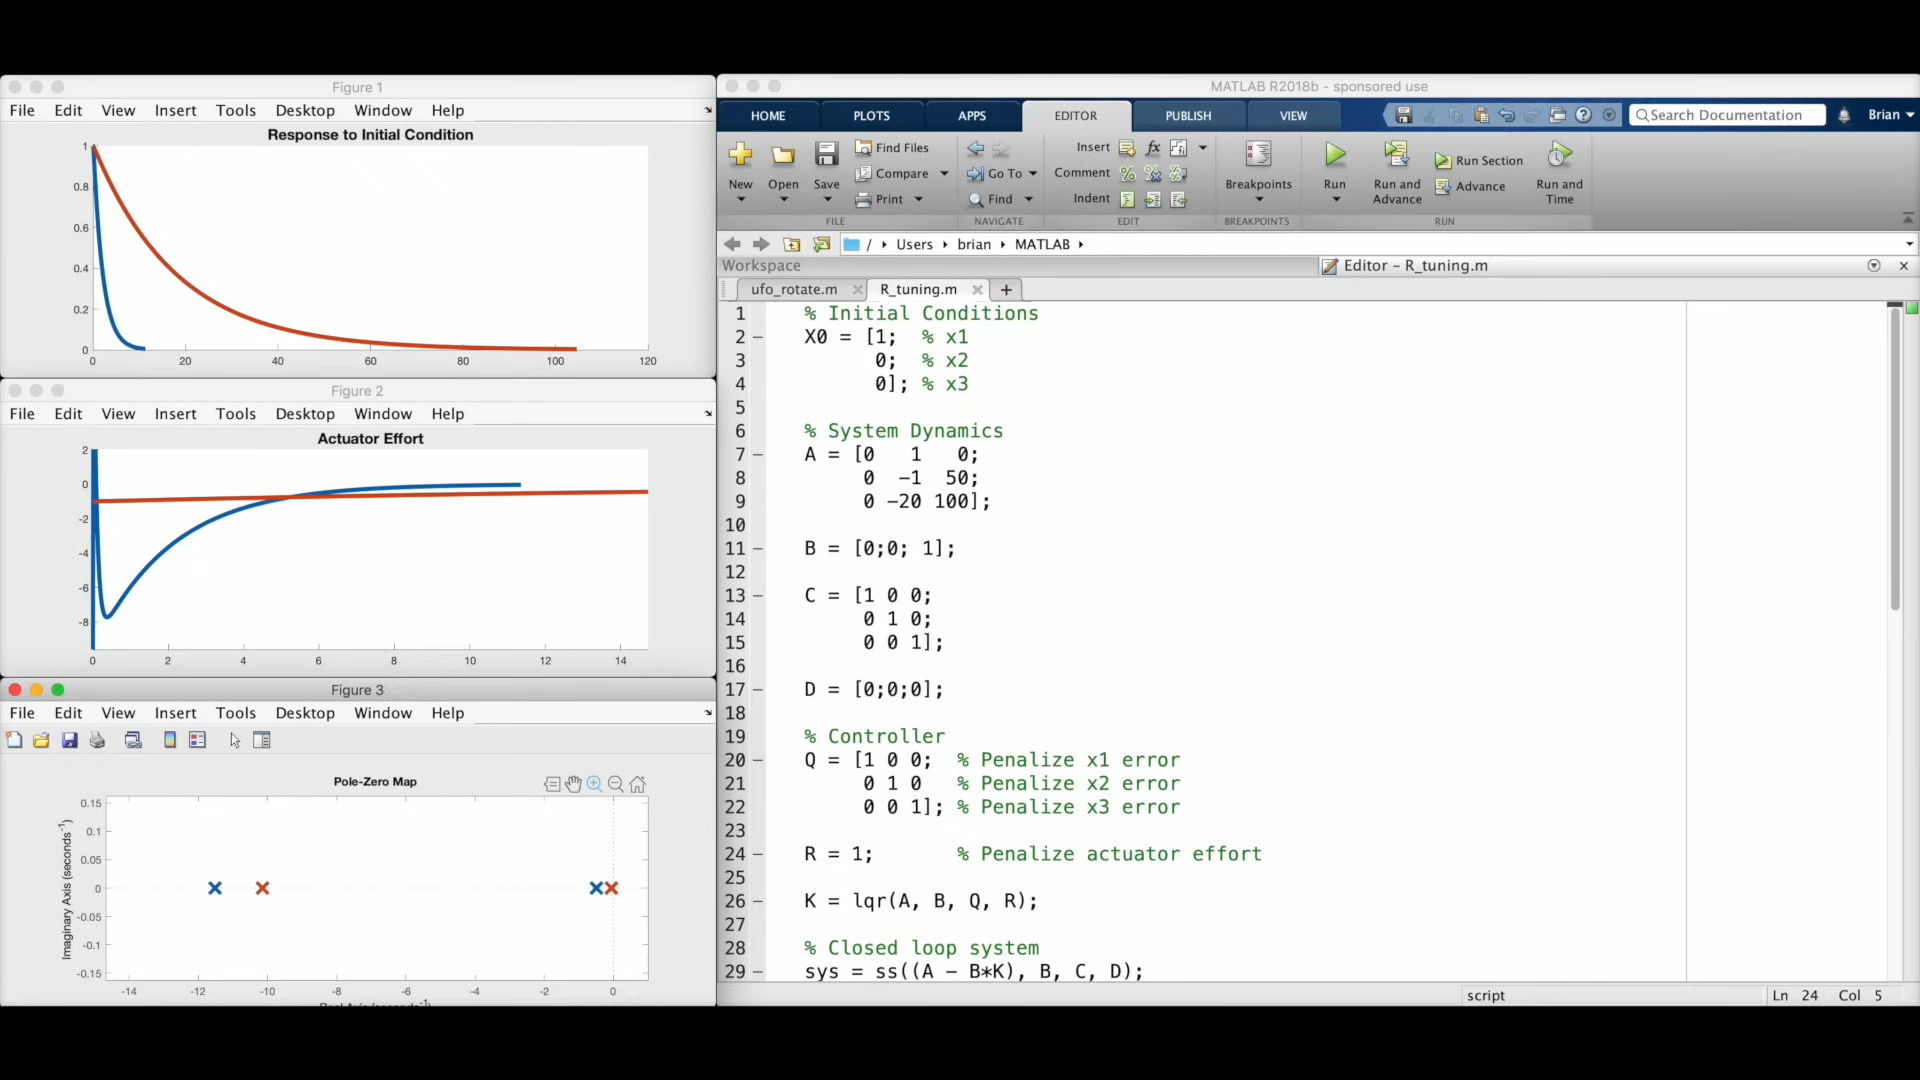 Figure 1
File Edit View Insert Tools Desktop Window Help
Response to Initial Condition
1
0.8
0.6
0.4
0.2
0
0 20 40 60 80 100 120
Figure 2
File Edit View Insert Tools Desktop Window Help
Actuator Effort
2
0
-2
-4
-6
-8
0 2 4 6 8 10 12 14
Figure 3
File Edit View Insert Tools Desktop Window Help
Pole-Zero Map
Imaginary Axis (seconds-1)
0.15
0.1
0.05
0
-0.05
-0.1
-0.15
-14 -12 -10 -8 -6 -4 -2 0
MATLAB R2018b - sponsored use
HOME PLOTS APPS EDITOR PUBLISH VIEW Search Documentation Brian
New Open Save Find Files Compare Print
Go To Find
Insert fx
Comment
Indent
Breakpoints Run Run and Advance Run Section Advance Run and Time
FILE NAVIGATE EDIT BREAKPOINTS RUN
/ Users brian MATLAB
Workspace
Editor – R_tuning.m
ufo_rotate.m R_tuning.m +
1 % Initial Conditions
2 – X0 = [1; % x1
3 0; % x2
4 0]; % x3
5
6 % System Dynamics
7 – A = [0 1 0;
8 0 –1 50;
9 0 –20 100];
10
11 – B = [0;0; 1];
12
13 – C = [1 0 0;
14 0 1 0;
15 0 0 1];
16
17 – D = [0;0;0];
18
19 % Controller
20 – Q = [1 0 0; % Penalize x1 error
21 0 1 0 % Penalize x2 error
22 0 0 1]; % Penalize x3 error
23
24 – R = 1; % Penalize actuator effort
25
26 – K = lqr(A, B, Q, R);
27
28 % Closed loop system
29 – sys = ss((A – B*K), B, C, D);
script
Ln 24 Col 5